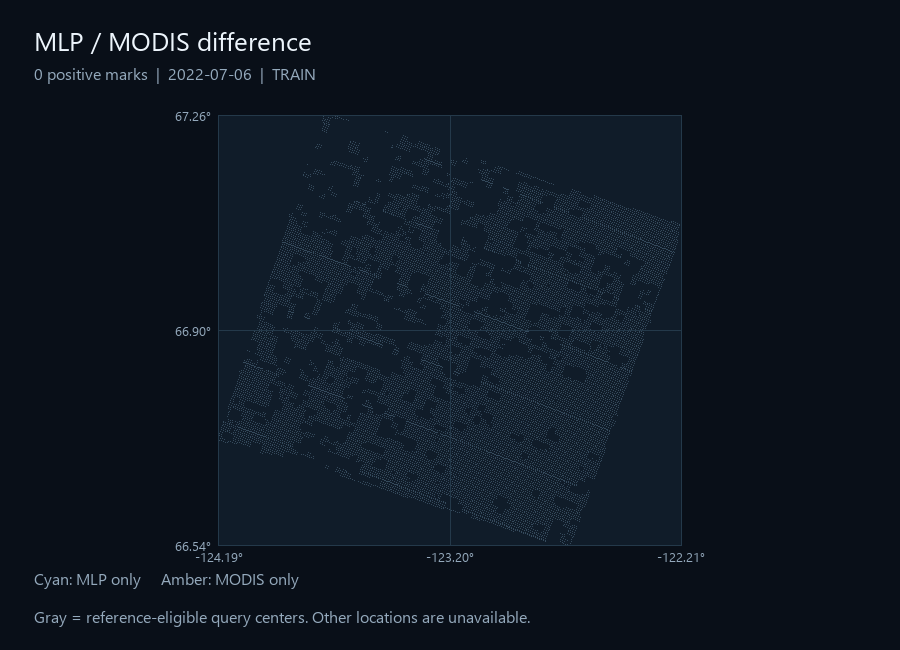 MLP / MODIS difference
0 positive marks | 2022-07-06 | TRAIN
67.26°
66.90°
66.54°
-124.19° -123.20° -122.21°
Cyan: MLP only Amber: MODIS only
Gray = reference-eligible query centers. Other locations are unavailable.